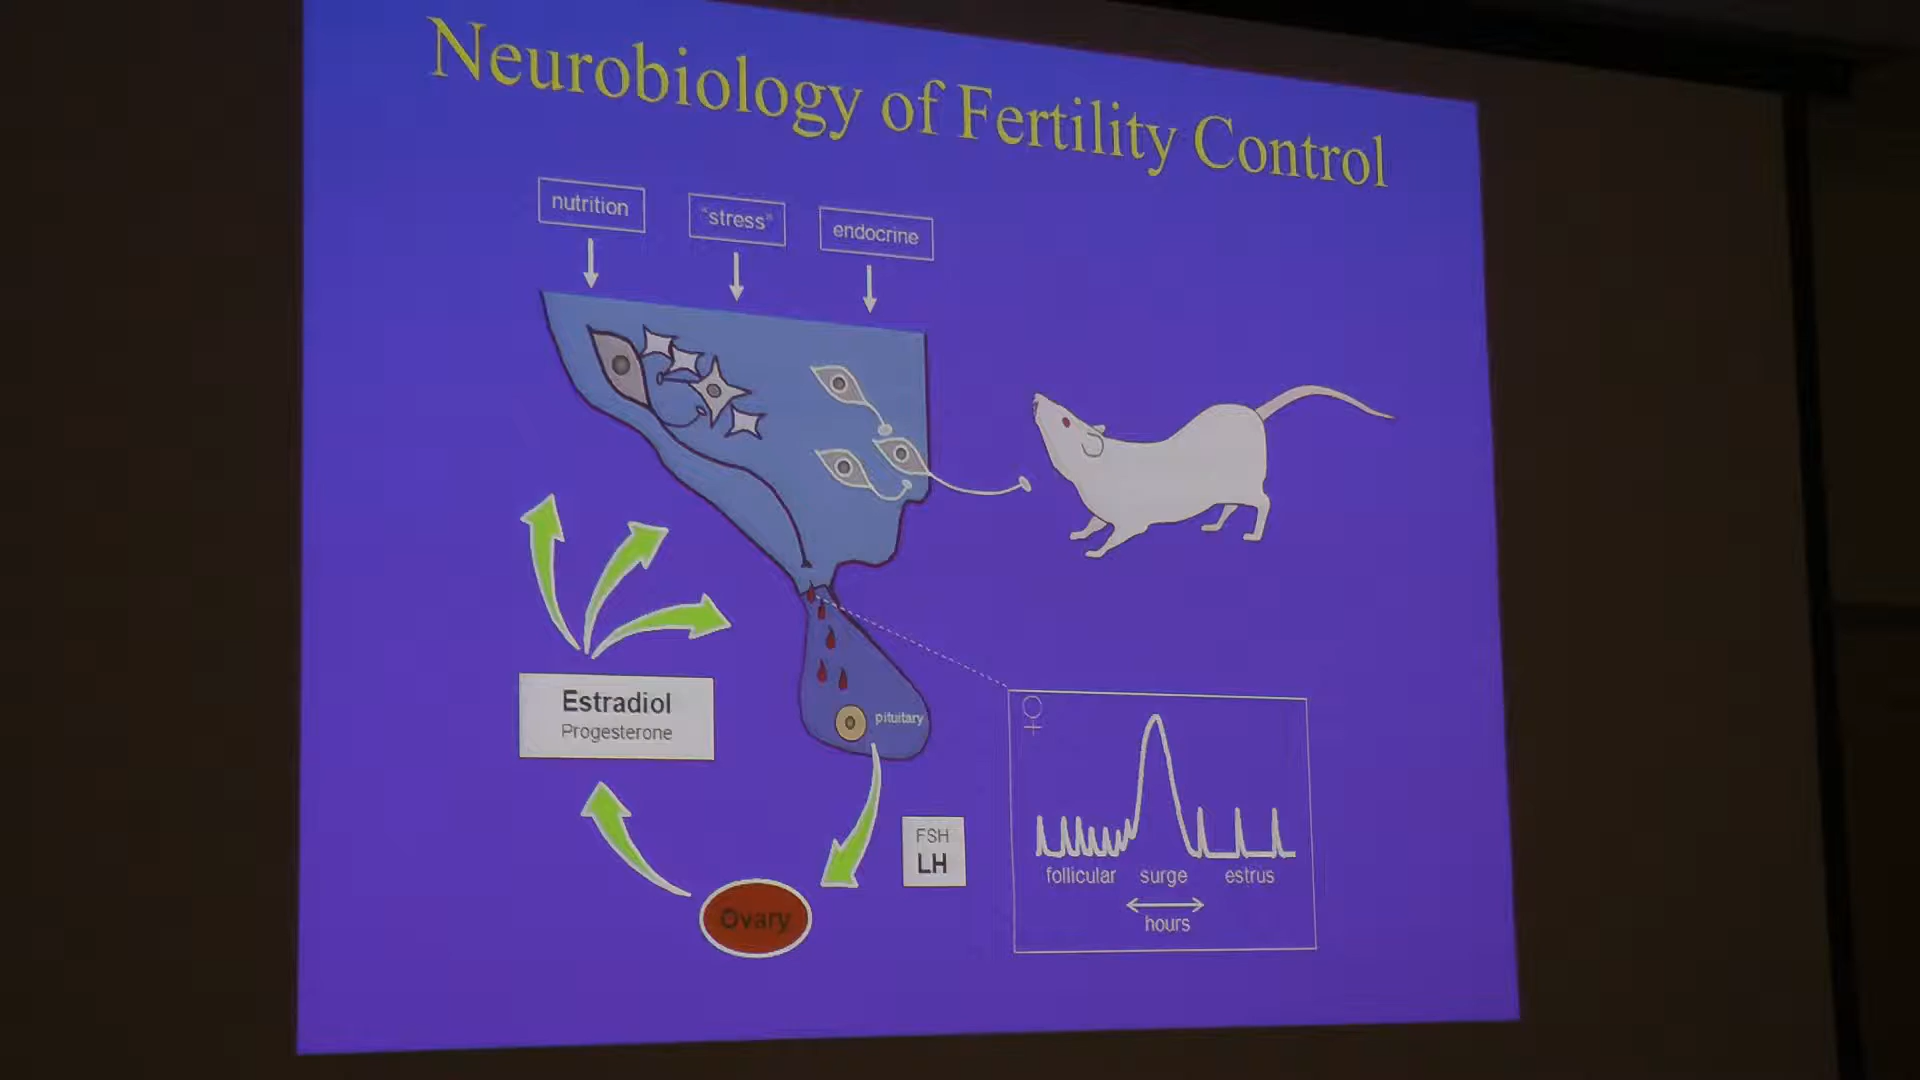 Neurobiology of Fertility Control
nutrition
"stress"
endocrine
pituitary
Estradiol
Progesterone
FSH
LH
Ovary
♀
follicular surge estrus
hours